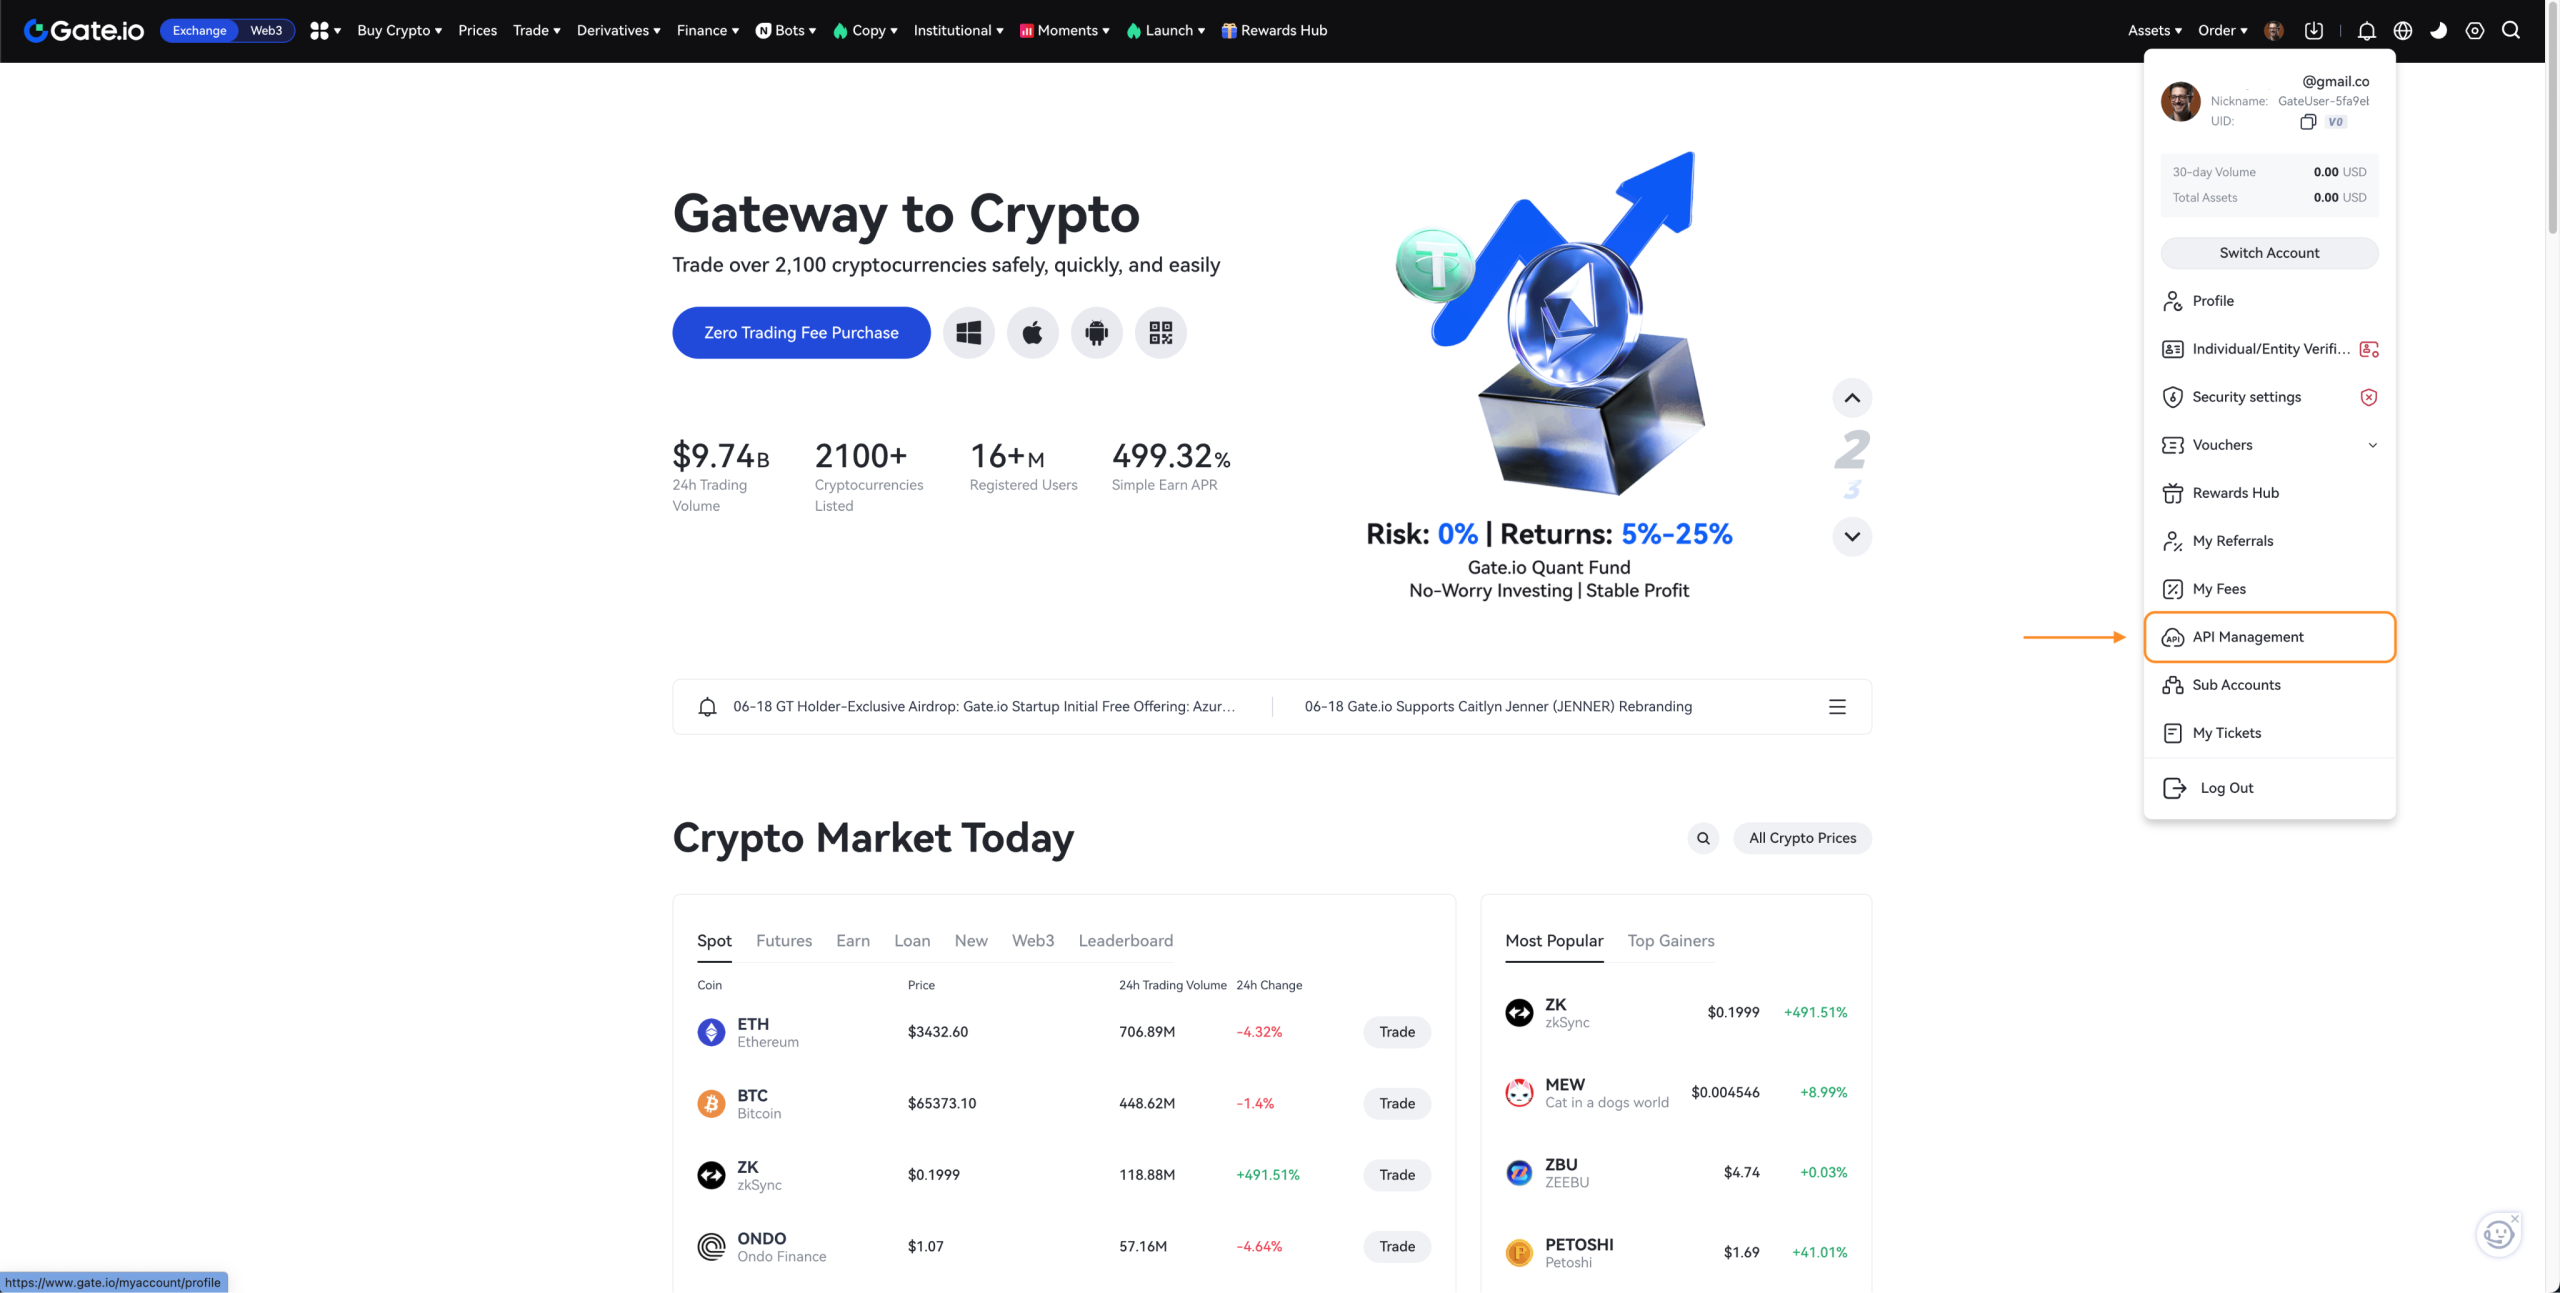 Gate.io Exchange Web3 Buy Crypto Prices Trade Derivatives Finance Bots Copy Institutional Moments Launch Rewards Hub Assets Order
@gmail.co
Nickname: GateUser-5fa9eb
UID: V0
30-day Volume 0.00 USD
Total Assets 0.00 USD
Switch Account
Profile
Individual/Entity Verifi...
Security settings
Vouchers
Rewards Hub
My Referrals
My Fees
API API Management
Sub Accounts
My Tickets
Log Out
Gateway to Crypto
Trade over 2,100 cryptocurrencies safely, quickly, and easily
Zero Trading Fee Purchase
$9.74B 2100+ 16+M 499.32%
24h Trading Volume Cryptocurrencies Listed Registered Users Simple Earn APR
2
3
Risk: 0% | Returns: 5%-25%
Gate.io Quant Fund
No-Worry Investing | Stable Profit
06-18 GT Holder-Exclusive Airdrop: Gate.io Startup Initial Free Offering: Azur... 06-18 Gate.io Supports Caitlyn Jenner (JENNER) Rebranding
Crypto Market Today
All Crypto Prices
Spot Futures Earn Loan New Web3 Leaderboard
Coin Price 24h Trading Volume 24h Change
ETH $3432.60 706.89M -4.32% Trade
Ethereum
BTC $65373.10 448.62M -1.4% Trade
Bitcoin
ZK $0.1999 118.88M +491.51% Trade
zkSync
ONDO $1.07 57.16M -4.64% Trade
Ondo Finance
Most Popular Top Gainers
ZK $0.1999 +491.51%
zkSync
MEW $0.004546 +8.99%
Cat in a dogs world
ZBU $4.74 +0.03%
ZEEBU
PETOSHI $1.69 +41.01%
Petoshi
https://www.gate.io/myaccount/profile